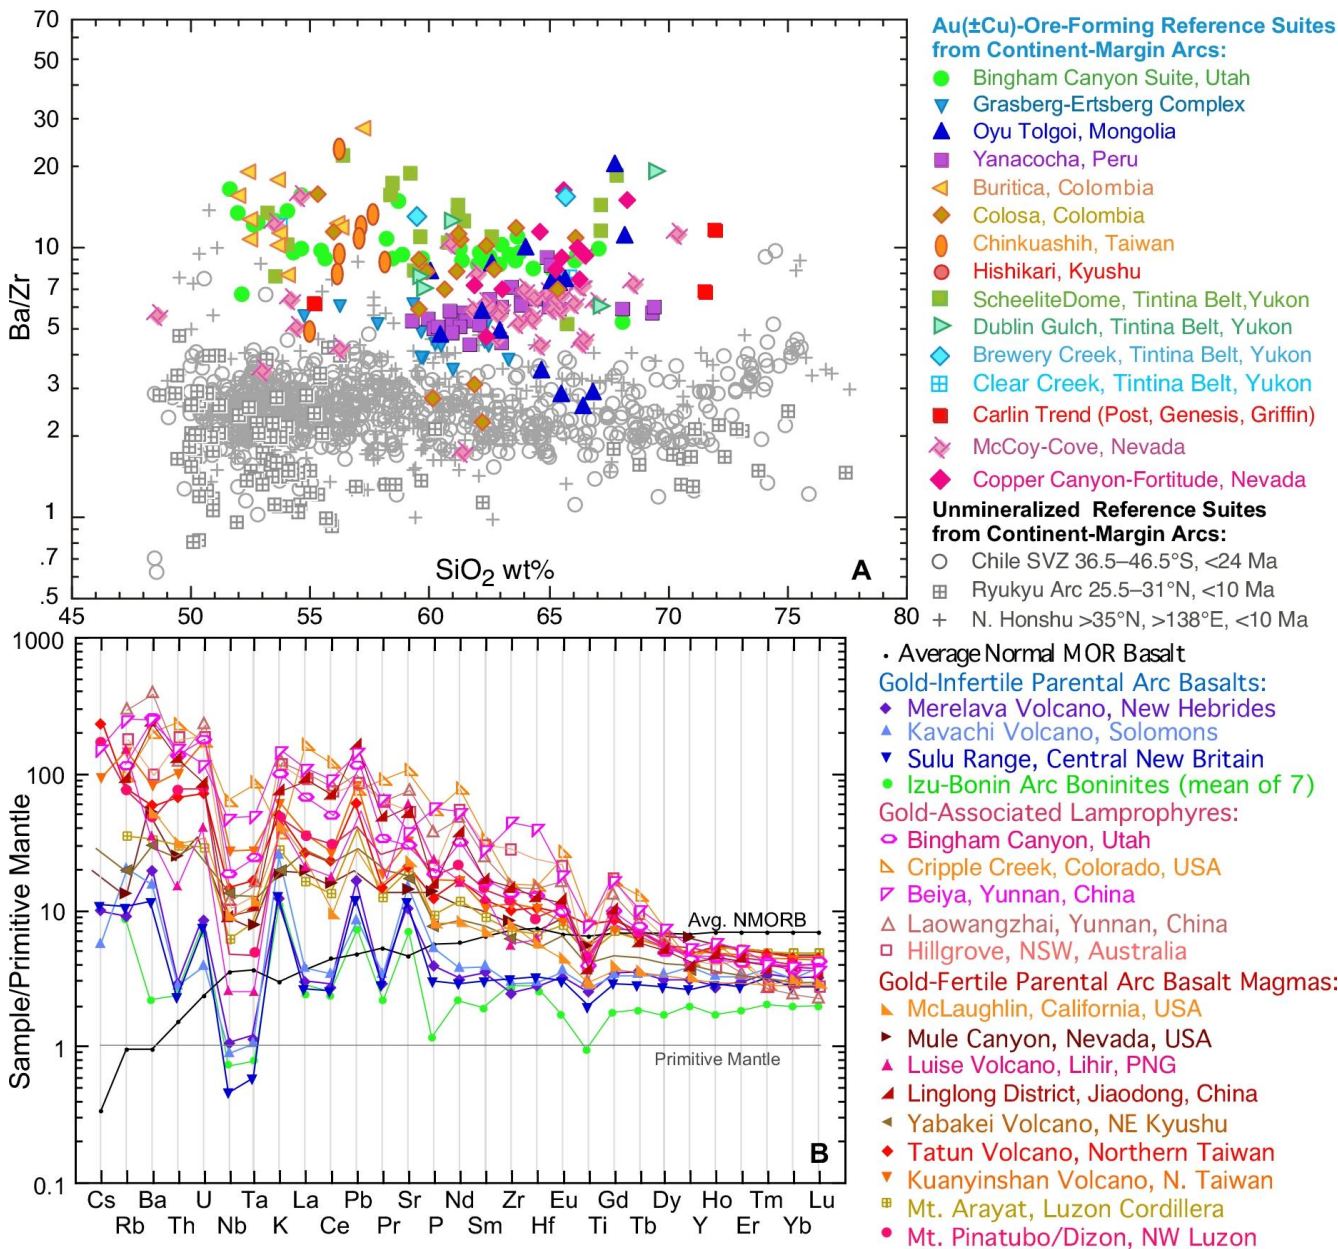 70
50
30
20
10
7
5
3
2
1
.7
.5
Ba/Zr
SiO2 wt%
A
45
50
55
60
65
70
75
80
Au(±Cu)-Ore-Forming Reference Suites
from Continent-Margin Arcs:
Bingham Canyon Suite, Utah
Grasberg-Ertsberg Complex
Oyu Tolgoi, Mongolia
Yanacocha, Peru
Buritica, Colombia
Colosa, Colombia
Chinkuashih, Taiwan
Hishikari, Kyushu
ScheeliteDome, Tintina Belt,Yukon
Dublin Gulch, Tintina Belt, Yukon
Brewery Creek, Tintina Belt, Yukon
Clear Creek, Tintina Belt, Yukon
Carlin Trend (Post, Genesis, Griffin)
McCoy-Cove, Nevada
Copper Canyon-Fortitude, Nevada
Unmineralized Reference Suites
from Continent-Margin Arcs:
Chile SVZ 36.5–46.5°S, <24 Ma
Ryukyu Arc 25.5–31°N, <10 Ma
N. Honshu >35°N, >138°E, <10 Ma
1000
100
10
1
0.1
Sample/Primitive Mantle
Avg. NMORB
Primitive Mantle
B
Cs
Ba
U
Ta
La
Pb
Sr
Nd
Zr
Eu
Gd
Dy
Ho
Tm
Lu
Rb
Th
Nb
K
Ce
Pr
P
Sm
Hf
Ti
Tb
Y
Er
Yb
Average Normal MOR Basalt
Gold-Infertile Parental Arc Basalts:
Merelava Volcano, New Hebrides
Kavachi Volcano, Solomons
Sulu Range, Central New Britain
Izu-Bonin Arc Boninites (mean of 7)
Gold-Associated Lamprophyres:
Bingham Canyon, Utah
Cripple Creek, Colorado, USA
Beiya, Yunnan, China
Laowangzhai, Yunnan, China
Hillgrove, NSW, Australia
Gold-Fertile Parental Arc Basalt Magmas:
McLaughlin, California, USA
Mule Canyon, Nevada, USA
Luise Volcano, Lihir, PNG
Linglong District, Jiaodong, China
Yabakei Volcano, NE Kyushu
Tatun Volcano, Northern Taiwan
Kuanyinshan Volcano, N. Taiwan
Mt. Arayat, Luzon Cordillera
Mt. Pinatubo/Dizon, NW Luzon